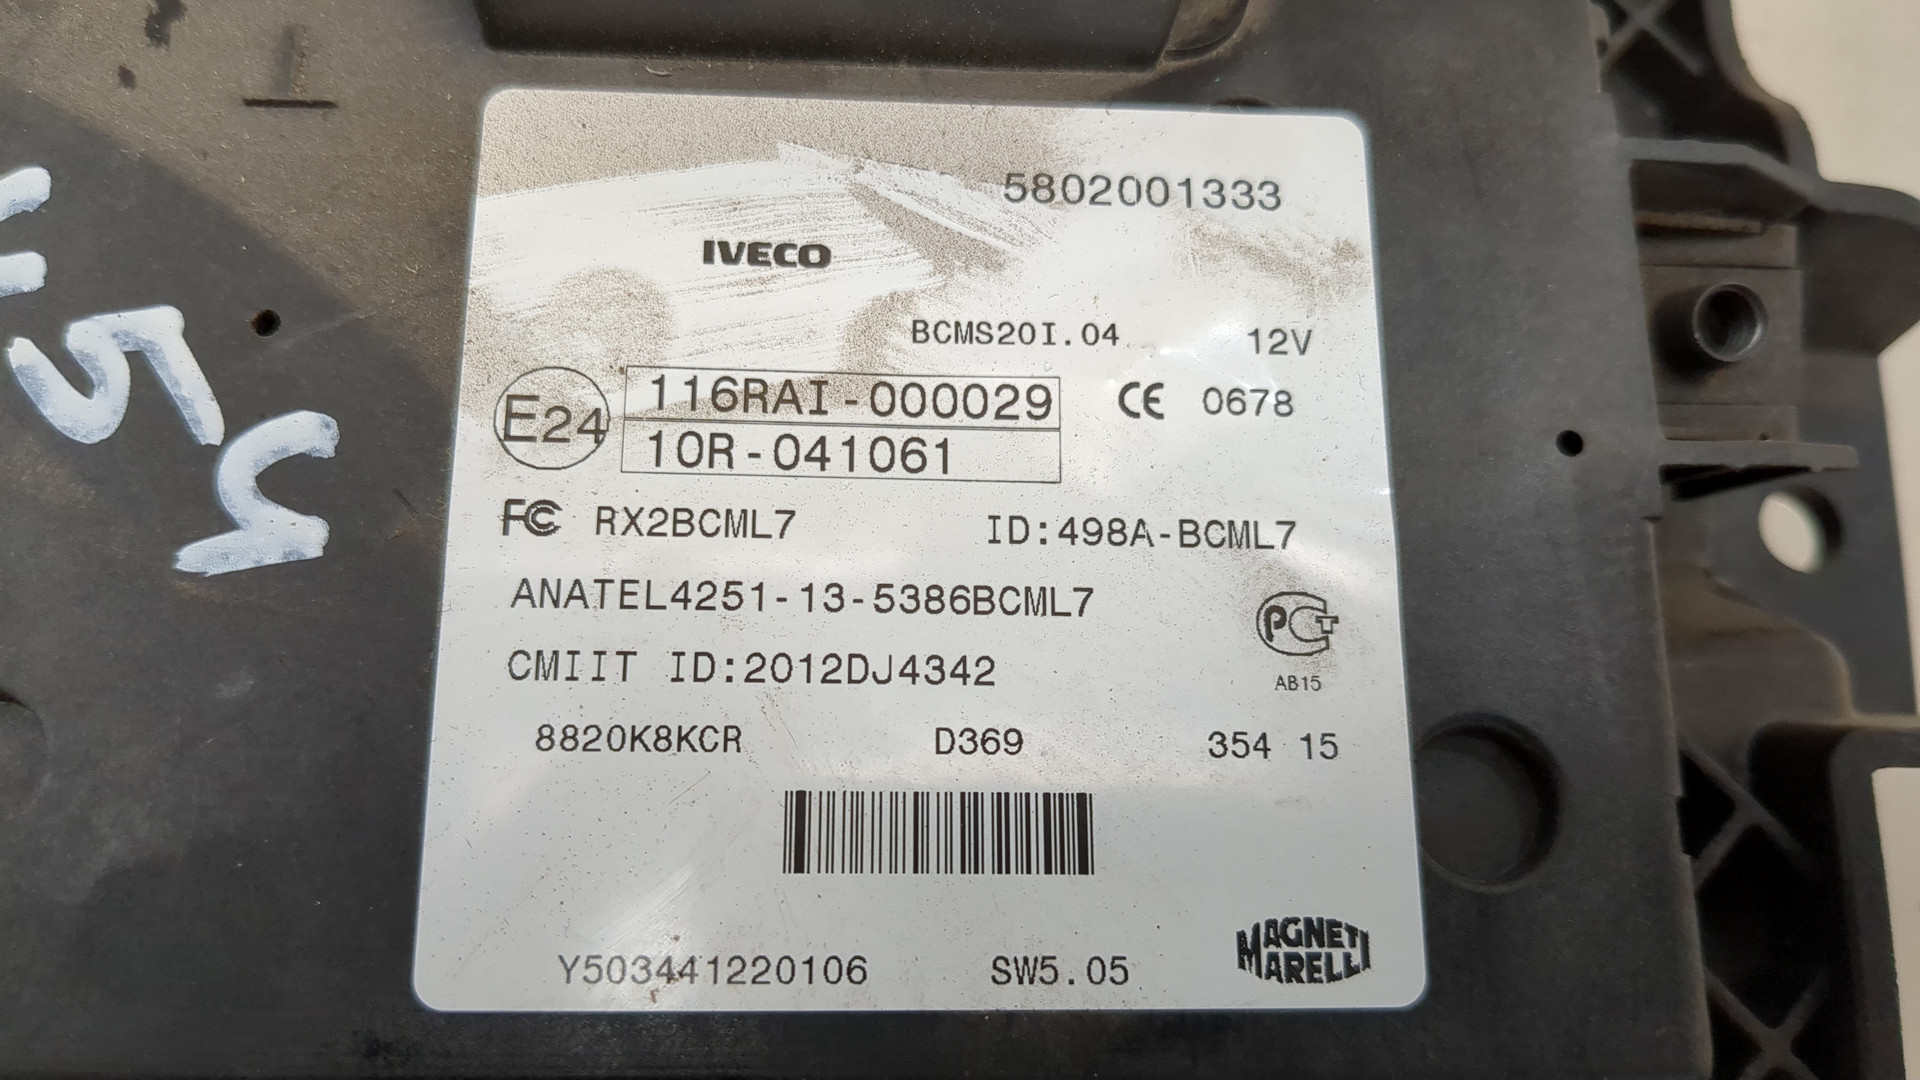 5802001333
IVECO
BCMS20I.04 12V
E24 116RAI-000029 CE 0678
10R-041061
FC RX2BCML7 ID:498A-BCML7
ANATEL4251-13-5386BCML7
PCT
CMIIT ID:2012DJ4342
AB15
8820K8KCR D369 354 15
Y503441220106 SW5.05
MAGNETI
MARELLI